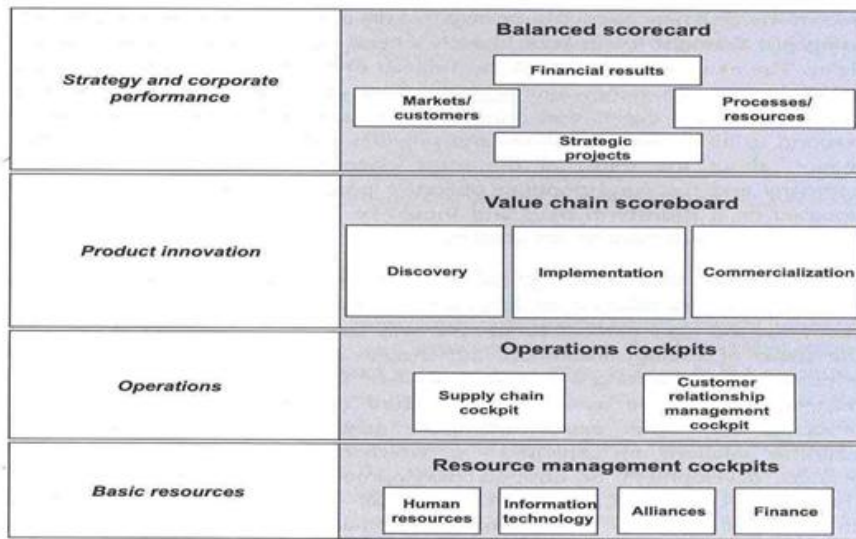 Balanced scorecard
Strategy and corporate
performance
Financial results
Markets/
customers
Processes/
resources
Strategic
projects
Value chain scoreboard
Product innovation
Discovery
Implementation
Commercialization
Operations cockpits
Operations
Supply chain
cockpit
Customer
relationship
management
cockpit
Resource management cockpits
Basic resources
Human
resources
Information
technology
Alliances
Finance